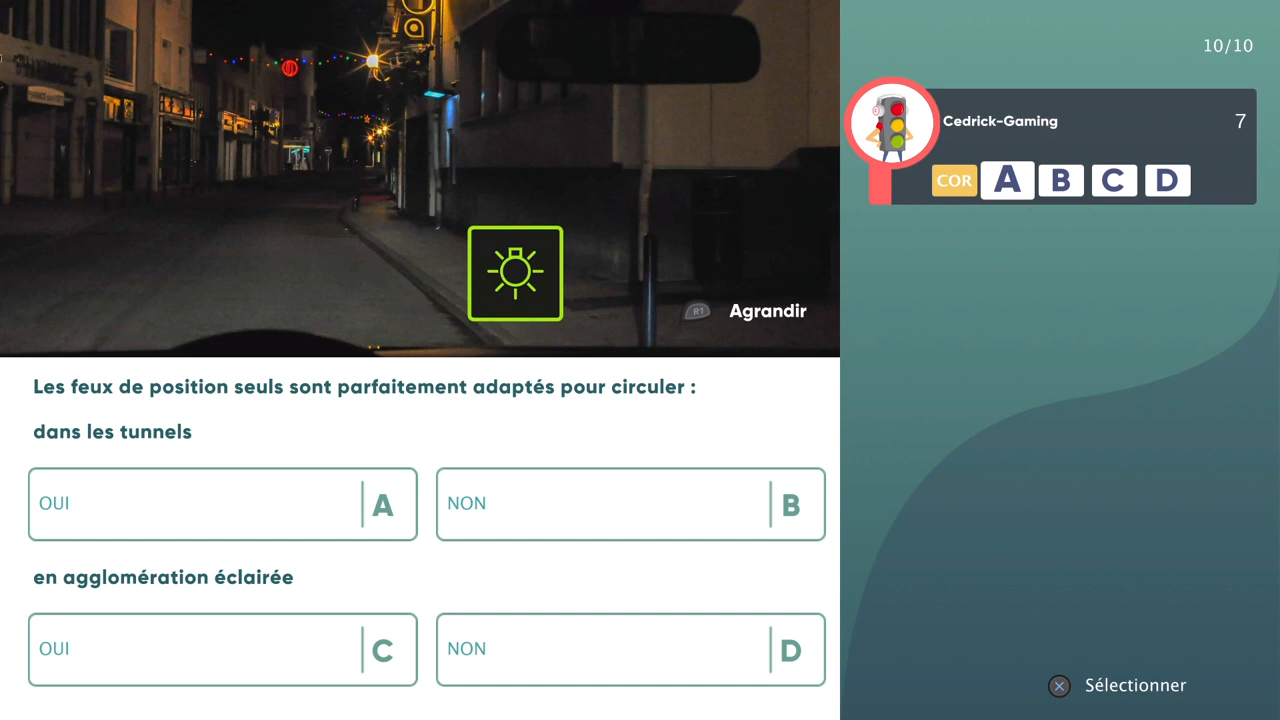 10/10
Cedrick-Gaming
7
COR
A
B
C
D
R1
Agrandir
Les feux de position seuls sont parfaitement adaptés pour circuler :
dans les tunnels
OUI
A
NON
B
en agglomération éclairée
OUI
C
NON
D
Sélectionner